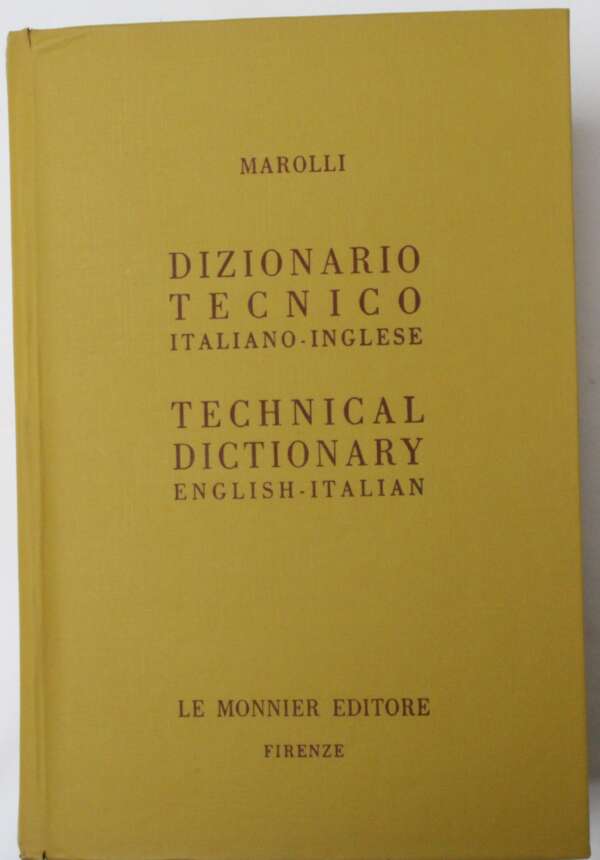 MAROLLI
DIZIONARIO
TECNICO
ITALIANO-INGLESE
TECHNICAL
DICTIONARY
ENGLISH-ITALIAN
LE MONNIER EDITORE
FIRENZE